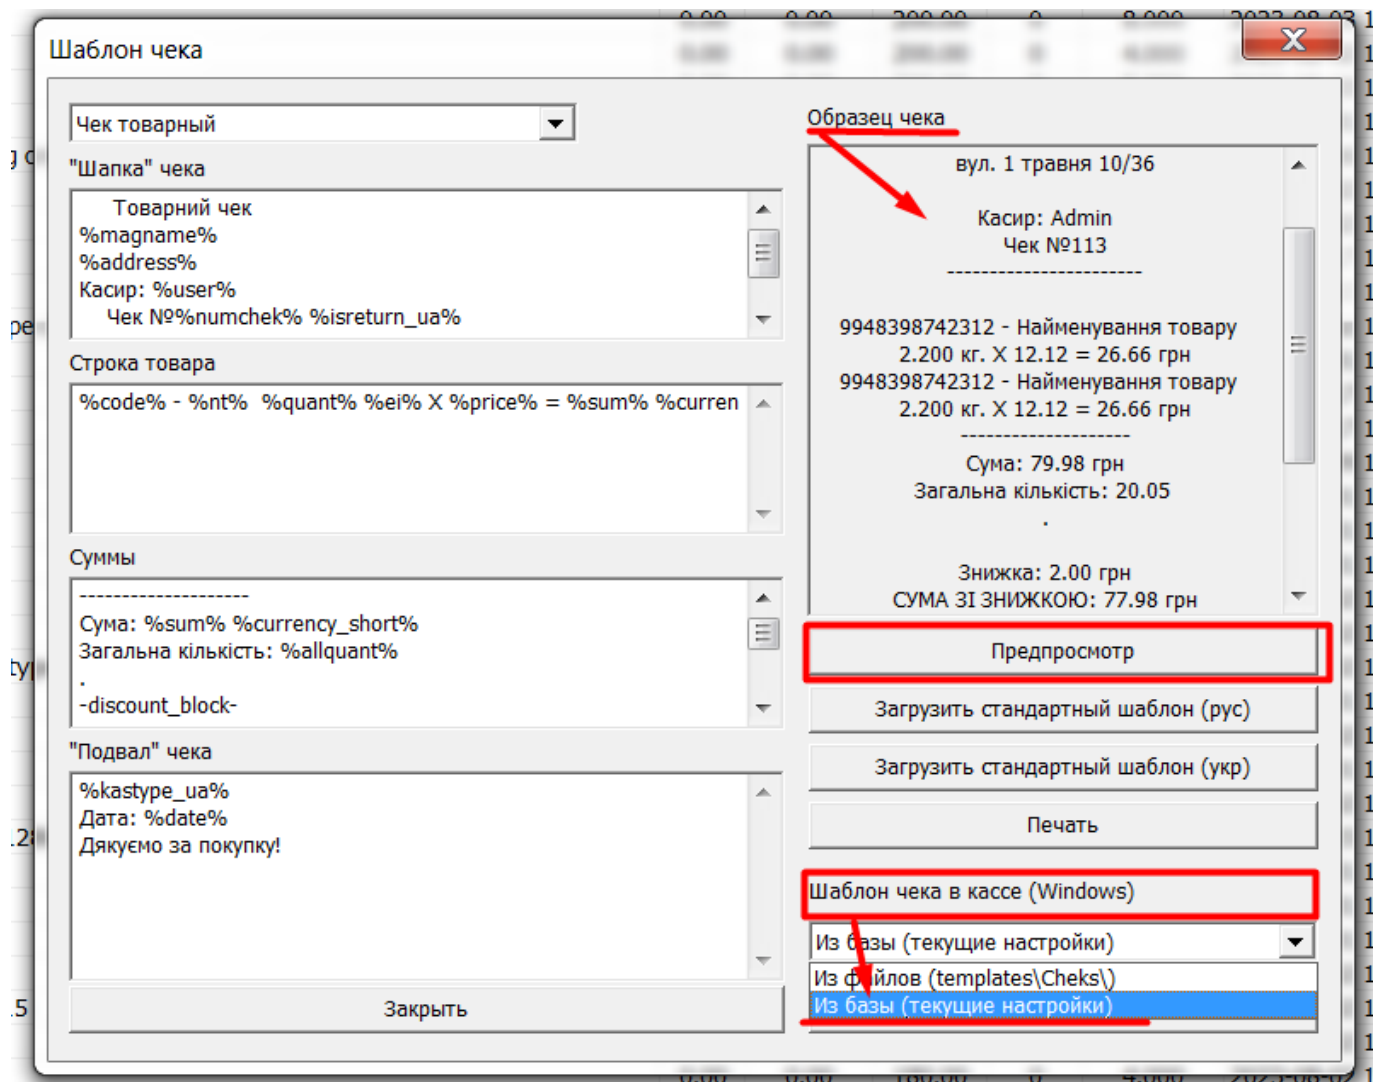 Шаблон чека
X
Чек товарный
"Шапка" чека
Товарний чек
%magname%
%address%
Касир: %user%
Чек №%numchek% %isreturn_ua%
Строка товара
%code% - %nt%  %quant% %ei% X %price% = %sum% %curren
Суммы
--------------------
Сума: %sum% %currency_short%
Загальна кількість: %allquant%
.
-discount_block-
"Подвал" чека
%kastype_ua%
Дата: %date%
Дякуємо за покупку!
Закрыть
Образец чека
вул. 1 травня 10/36
Касир: Admin
Чек №113
-----------------------
9948398742312 - Найменування товару
2.200 кг. X 12.12 = 26.66 грн
9948398742312 - Найменування товару
2.200 кг. X 12.12 = 26.66 грн
--------------------
Сума: 79.98 грн
Загальна кількість: 20.05
.
Знижка: 2.00 грн
СУМА ЗІ ЗНИЖКОЮ: 77.98 грн
Предпросмотр
Загрузить стандартный шаблон (рус)
Загрузить стандартный шаблон (укр)
Печать
Шаблон чека в кассе (Windows)
Из базы (текущие настройки)
Из файлов (templates\Cheks\)
Из базы (текущие настройки)